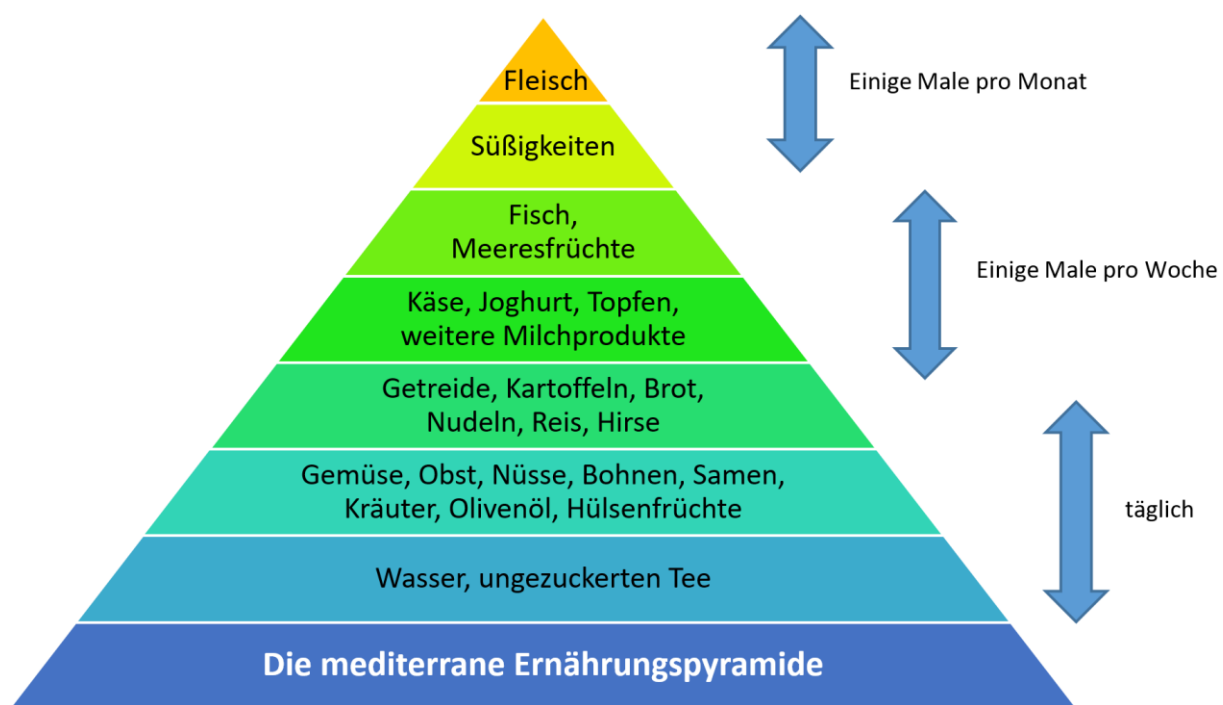 Fleisch
Einige Male pro Monat
Süßigkeiten
Fisch,
Meeresfrüchte
Einige Male pro Woche
Käse, Joghurt, Topfen,
weitere Milchprodukte
Getreide, Kartoffeln, Brot,
Nudeln, Reis, Hirse
Gemüse, Obst, Nüsse, Bohnen, Samen,
Kräuter, Olivenöl, Hülsenfrüchte
täglich
Wasser, ungezuckerten Tee
Die mediterrane Ernährungspyramide